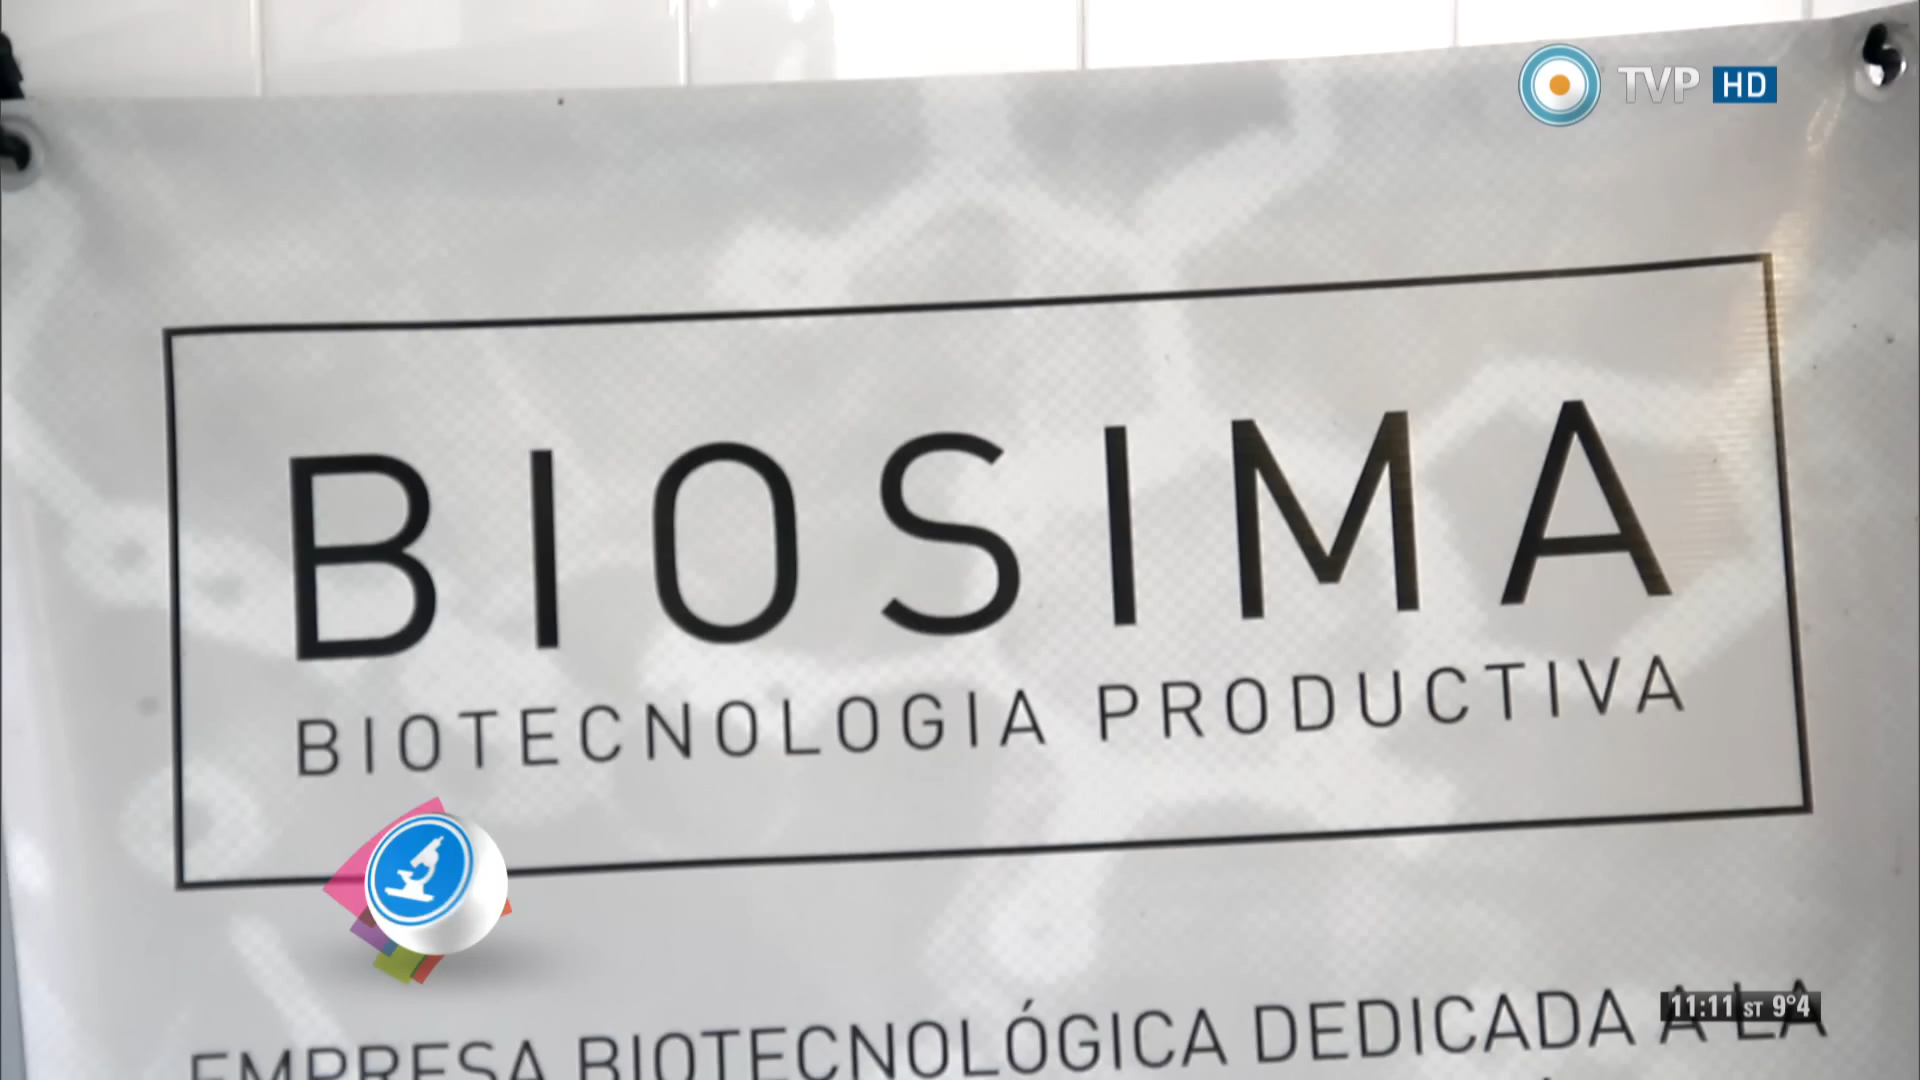 TVP HD
BIOSIMA
BIOTECNOLOGIA PRODUCTIVA
EMPRESA BIOTECNOLÓGICA DEDICADA A LA
11:11 ST 9°4